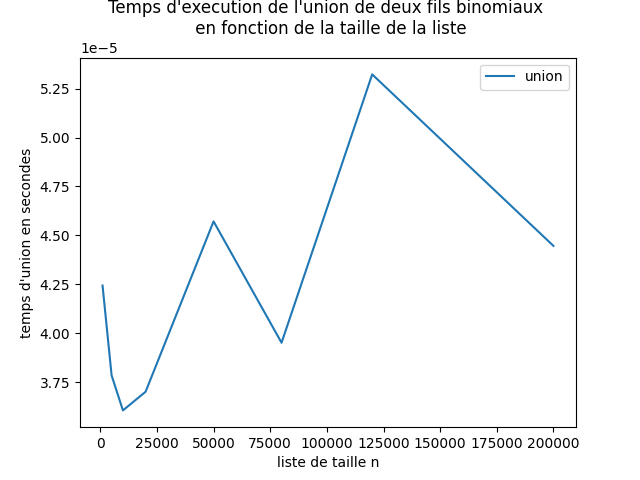 Temps d'execution de l'union de deux fils binomiaux
en fonction de la taille de la liste
1e−5
union
5.25
5.00
4.75
4.50
4.25
4.00
3.75
temps d'union en secondes
0 25000 50000 75000 100000 125000 150000 175000 200000
liste de taille n